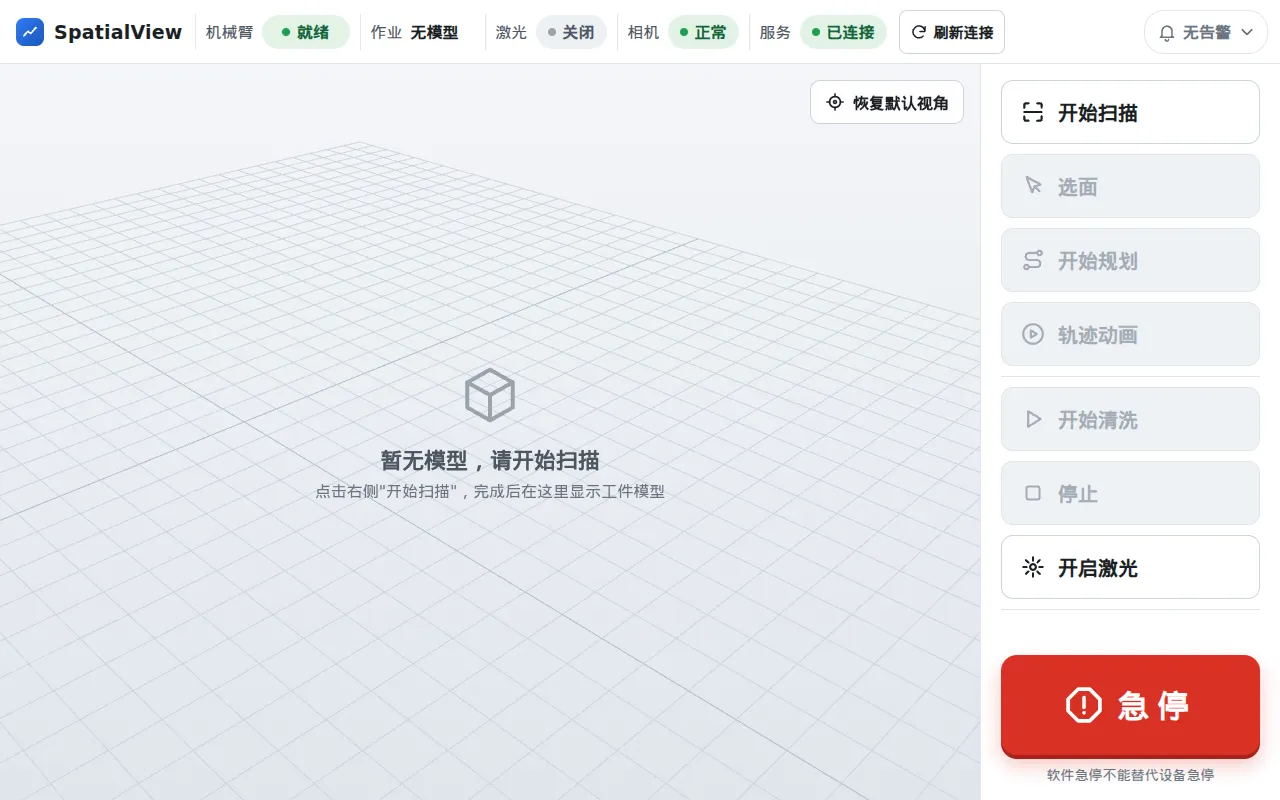 SpatialView 机械臂 就绪 作业 无模型 激光 关闭 相机 正常 服务 已连接 刷新连接 无告警
恢复默认视角
暂无模型，请开始扫描
点击右侧"开始扫描"，完成后在这里显示工件模型
开始扫描
选面
开始规划
轨迹动画
开始清洗
停止
开启激光
急停
软件急停不能替代设备急停